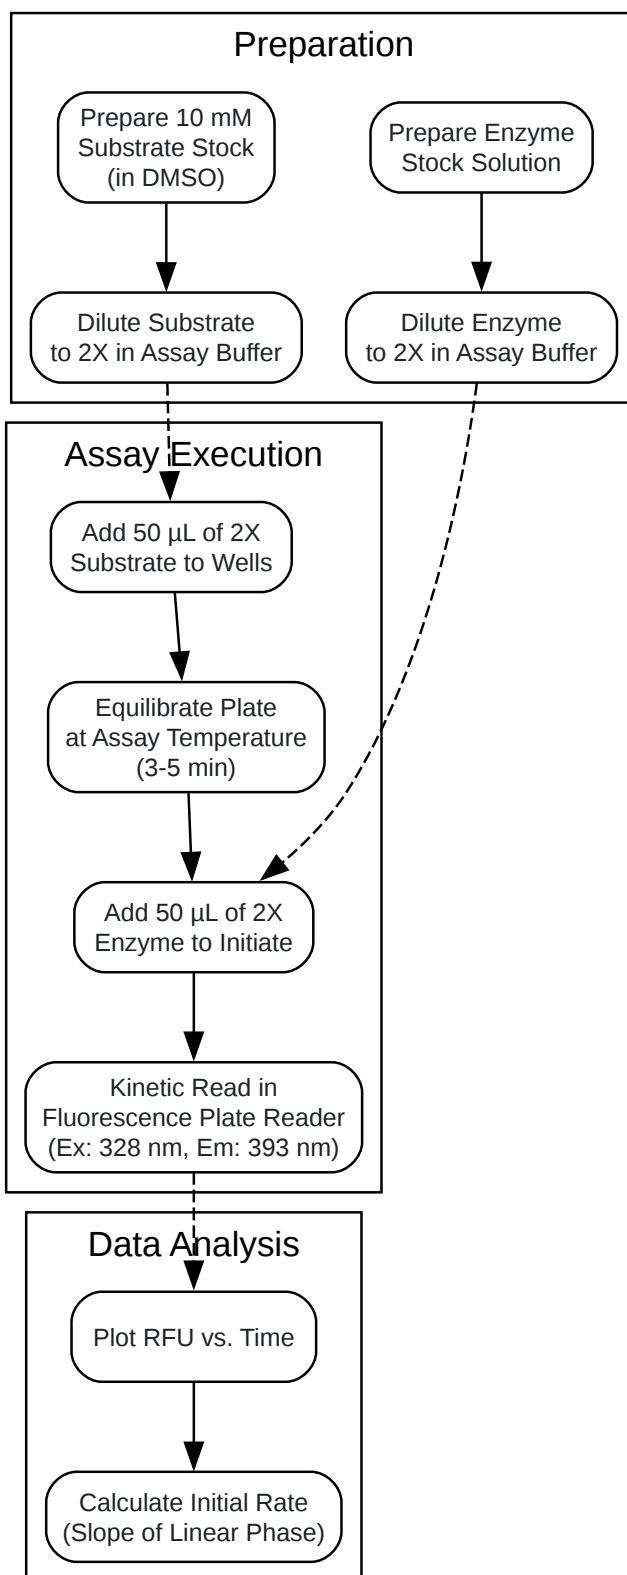 Preparation
Prepare 10 mM
Substrate Stock
(in DMSO)
Prepare Enzyme
Stock Solution
Dilute Substrate
to 2X in Assay Buffer
Dilute Enzyme
to 2X in Assay Buffer
Assay Execution
Add 50 µL of 2X
Substrate to Wells
Equilibrate Plate
at Assay Temperature
(3-5 min)
Add 50 µL of 2X
Enzyme to Initiate
Kinetic Read in
Fluorescence Plate Reader
(Ex: 328 nm, Em: 393 nm)
Data Analysis
Plot RFU vs. Time
Calculate Initial Rate
(Slope of Linear Phase)